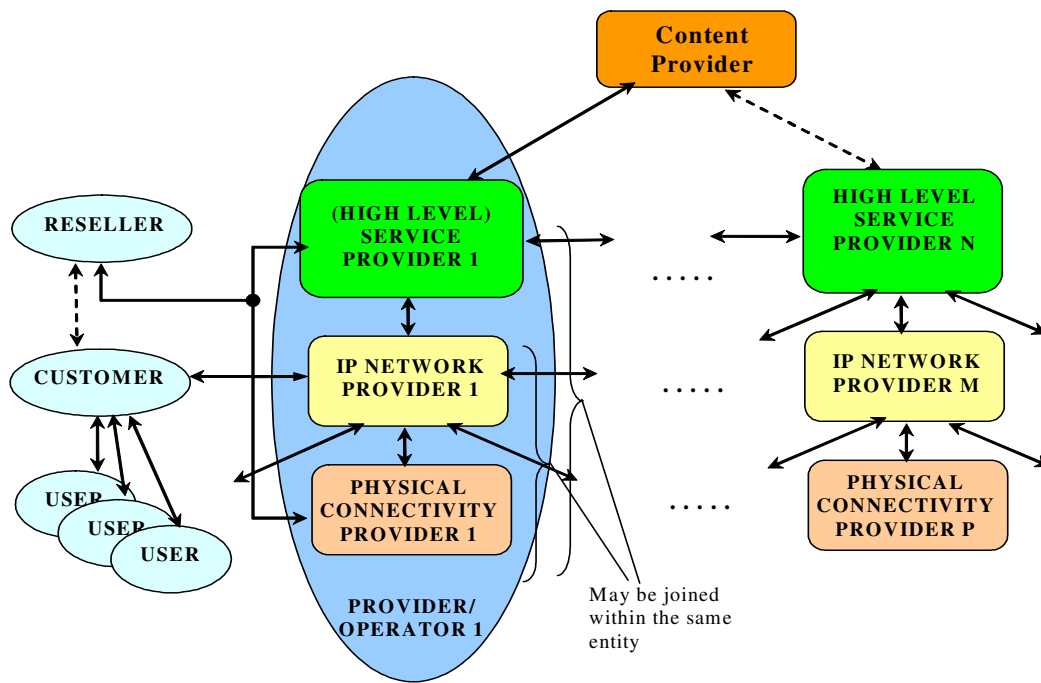 Content
Provider
RESELLER
(HIGH LEVEL)
SERVICE
PROVIDER 1
HIGH LEVEL
SERVICE
PROVIDER N
. . . . .
CUSTOMER
IP NETWORK
PROVIDER 1
. . . . .
IP NETWORK
PROVIDER M
USER
USER
USER
PHYSICAL
CONNECTIVITY
PROVIDER 1
. . . . .
PHYSICAL
CONNECTIVITY
PROVIDER P
PROVIDER/
OPERATOR 1
May be joined
within the same
entity